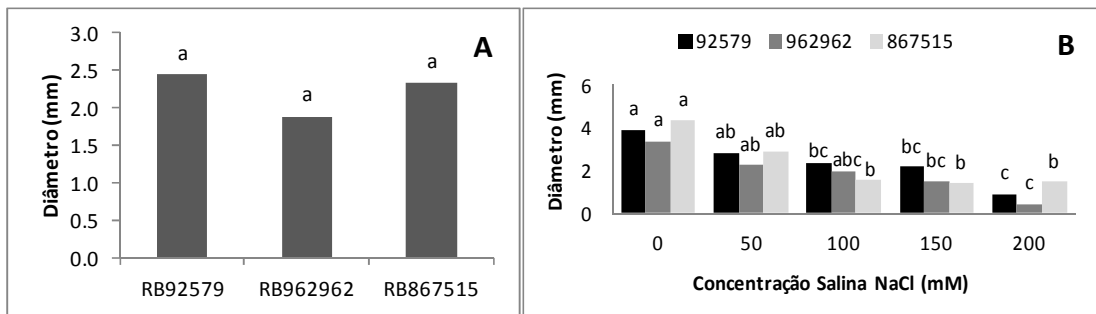 A
Diâmetro (mm)
3.0
2.5
2.0
1.5
1.0
0.5
0.0
a
a
a
RB92579
RB962962
RB867515
B
92579
962962
867515
Diâmetro (mm)
6
4
2
0
a
a
a
ab
ab
ab
bc
abc
b
bc
bc
b
c
c
b
0
50
100
150
200
Concentração Salina NaCl (mM)